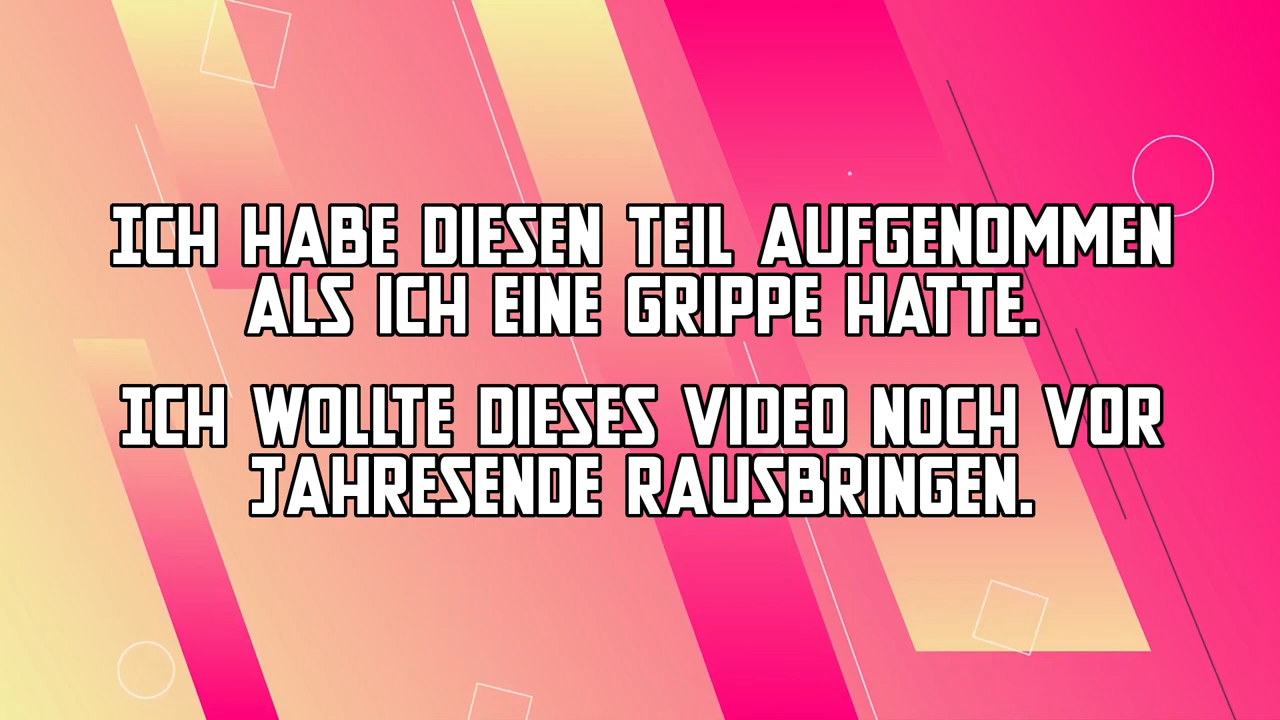 ICH HABE DIESEN TEIL AUFGENOMMEN
ALS ICH EINE GRIPPE HATTE.
ICH WOLLTE DIESES VIDEO NOCH VOR
JAHRESENDE RAUSBRINGEN.